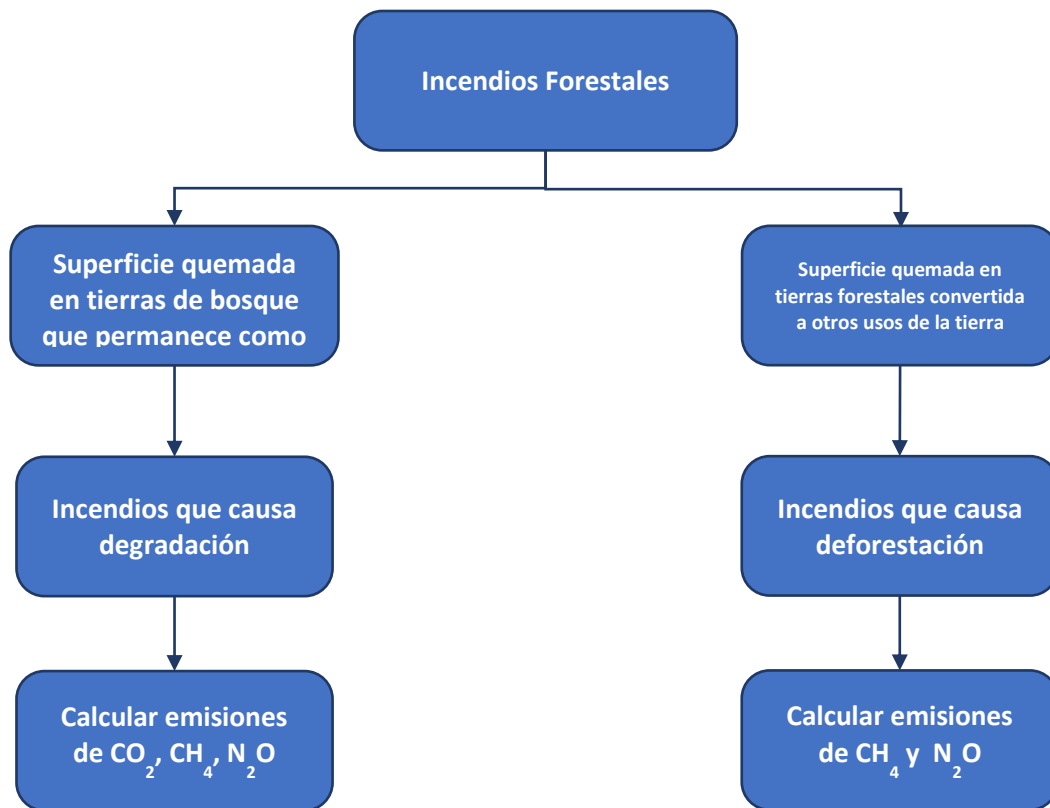 Incendios Forestales
Superficie quemada
en tierras de bosque
que permanece como
Superficie quemada en
tierras forestales convertida
a otros usos de la tierra
Incendios que causa
degradación
Incendios que causa
deforestación
Calcular emisiones
de CO₂, CH₄, N₂O
Calcular emisiones
de CH₄ y N₂O